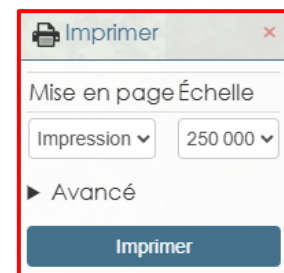 Imprimer ×
Mise en page Échelle
Impression 250 000
Avancé
Imprimer